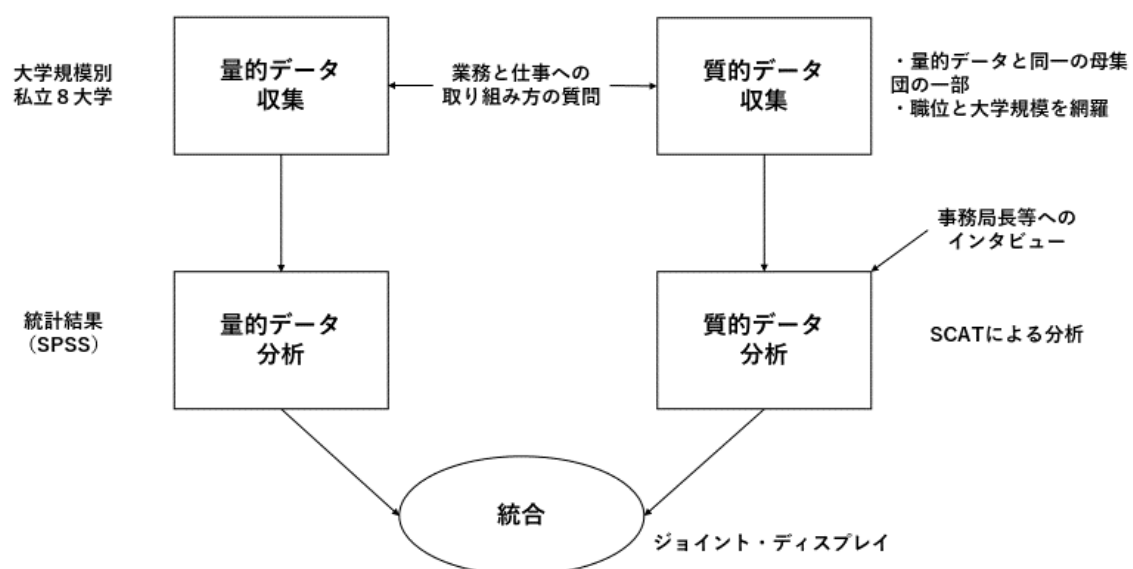 大学規模別
私立８大学
量的データ
収集
業務と仕事への
取り組み方の質問
質的データ
収集
・量的データと同一の母集
団の一部
・職位と大学規模を網羅
事務局長等への
インタビュー
統計結果
（SPSS）
量的データ
分析
質的データ
分析
SCATによる分析
統合
ジョイント・ディスプレイ